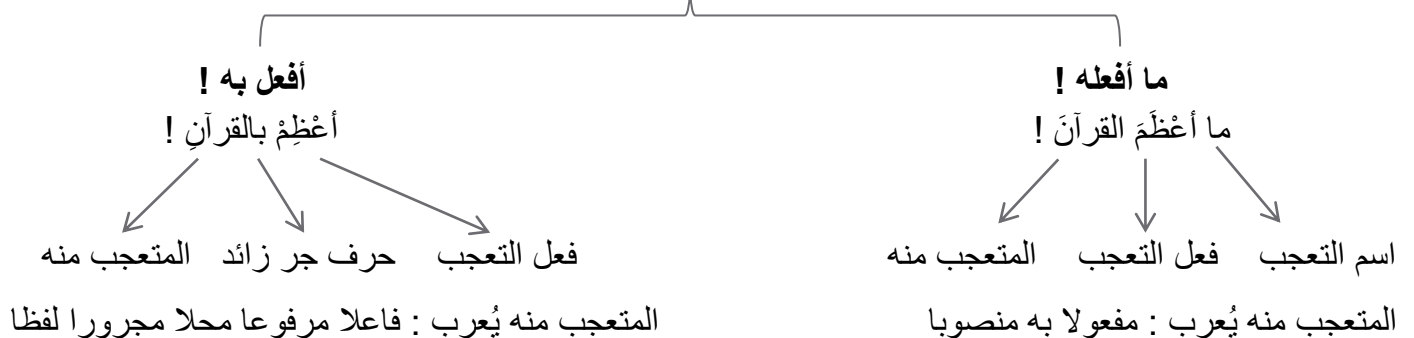 ما أفعله !
ما أعْظَمَ القرآنَ !
اسم التعجب فعل التعجب المتعجب منه
المتعجب منه يُعرب : مفعولا به منصوبا
أفعل به !
أعْظِمْ بالقرآنِ !
فعل التعجب حرف جر زائد المتعجب منه
المتعجب منه يُعرب : فاعلا مرفوعا محلا مجرورا لفظا